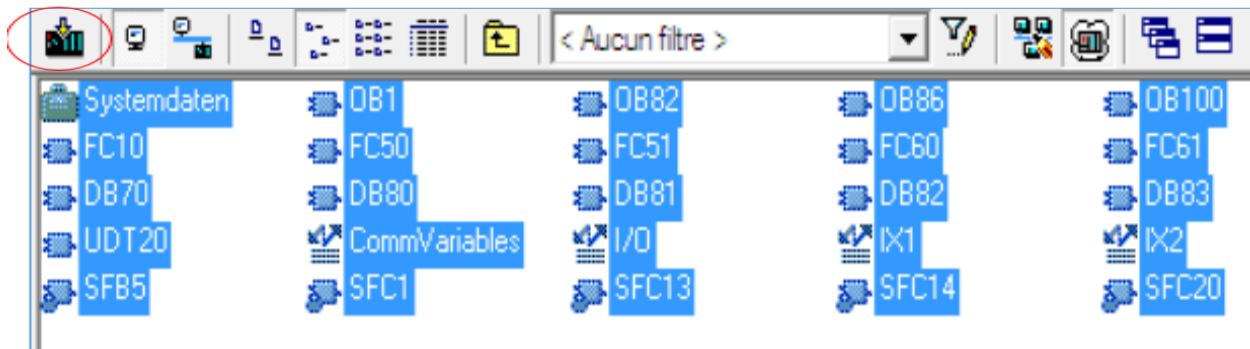 < Aucun filtre >
Systemdaten OB1 OB82 OB86 OB100
FC10 FC50 FC51 FC60 FC61
DB70 DB80 DB81 DB82 DB83
UDT20 CommVariables I/O IX1 IX2
SFB5 SFC1 SFC13 SFC14 SFC20